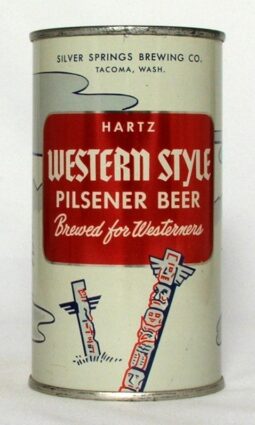 SILVER SPRINGS BREWING CO.
TACOMA, WASH.
HARTZ
WESTERN STYLE
PILSENER BEER
Brewed for Westerners